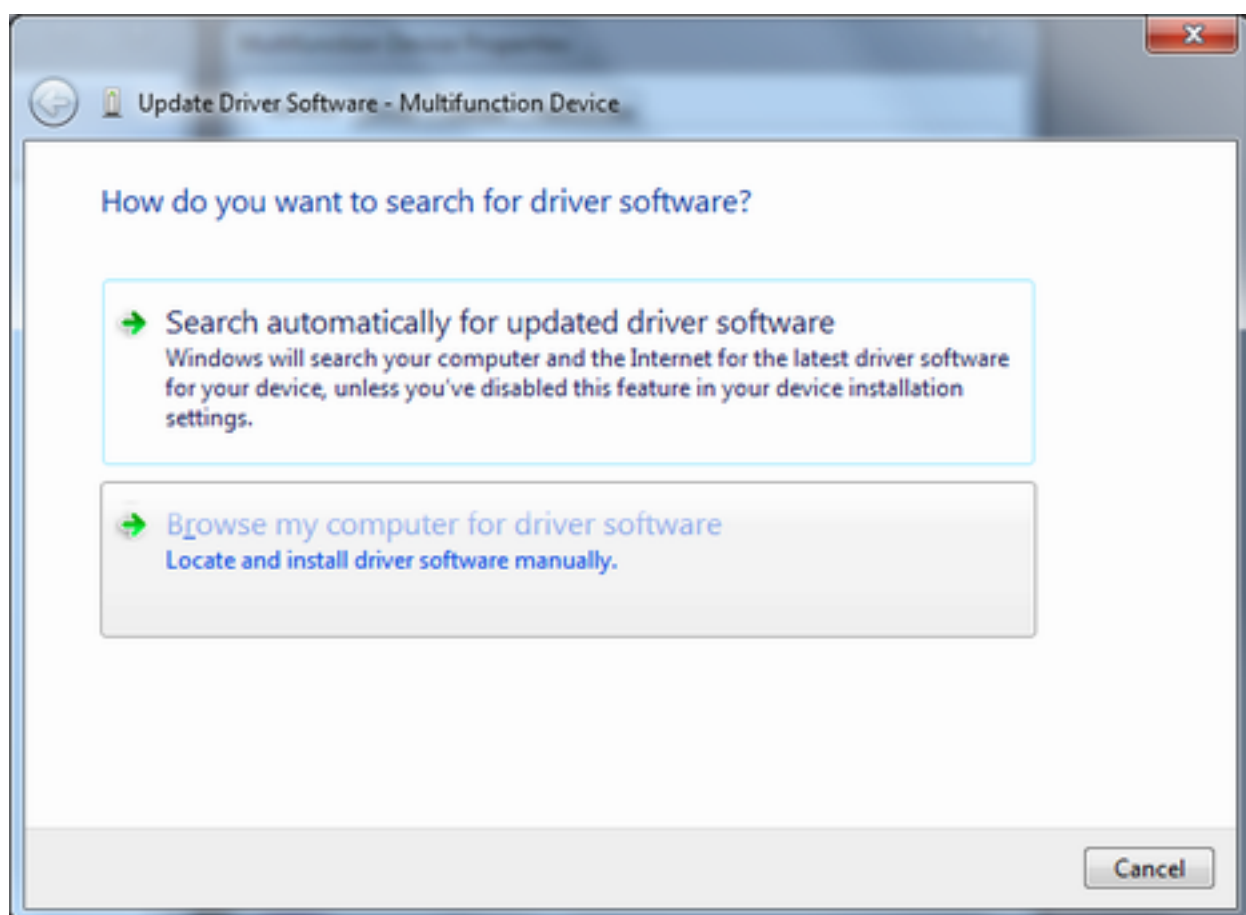 Update Driver Software - Multifunction Device
How do you want to search for driver software?
Search automatically for updated driver software
Windows will search your computer and the Internet for the latest driver software
for your device, unless you've disabled this feature in your device installation
settings.
Browse my computer for driver software
Locate and install driver software manually.
Cancel